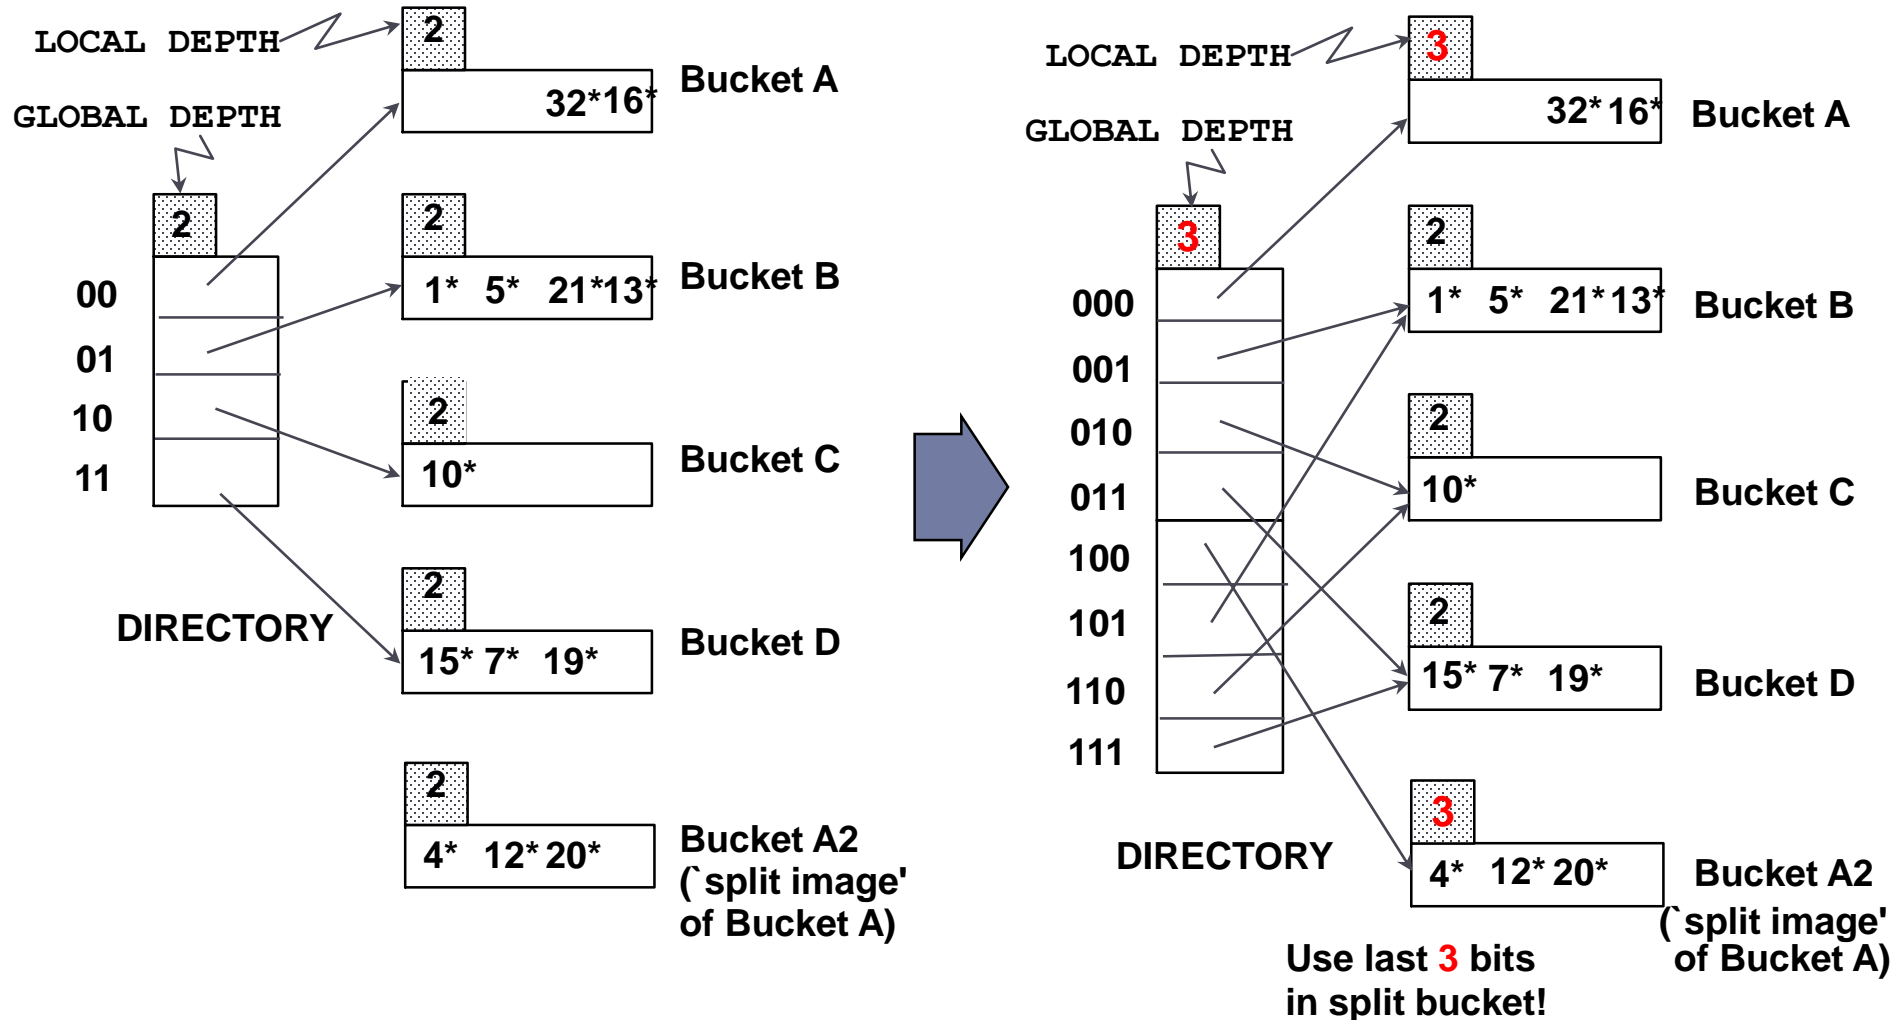 LOCAL DEPTH
2
32* 16*
Bucket A
GLOBAL DEPTH
2
00
01
10
11
DIRECTORY
2
1* 5* 21* 13*
Bucket B
2
10*
Bucket C
2
15* 7* 19*
Bucket D
2
4* 12* 20*
Bucket A2
(`split image'
of Bucket A)
LOCAL DEPTH
3
32* 16*
Bucket A
GLOBAL DEPTH
3
000
001
010
011
100
101
110
111
DIRECTORY
2
1* 5* 21* 13*
Bucket B
2
10*
Bucket C
2
15* 7* 19*
Bucket D
3
4* 12* 20*
Bucket A2
(`split image'
of Bucket A)
Use last 3 bits
in split bucket!